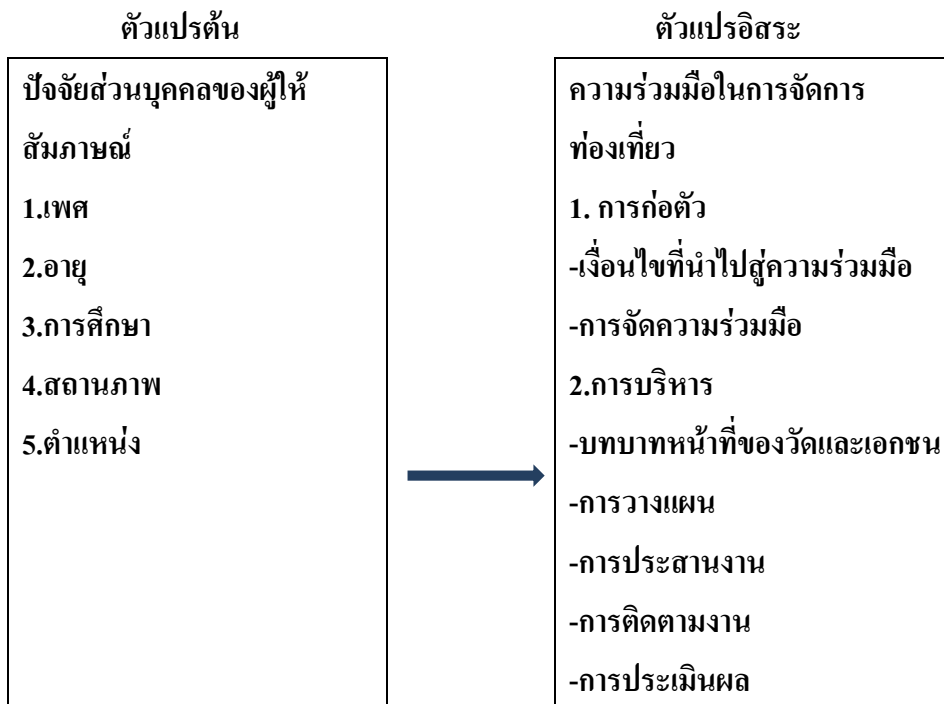 ตัวแปรต้น
ปัจจัยส่วนบุคคลของผู้ให้
สัมภาษณ์
1.เพศ
2.อายุ
3.การศึกษา
4.สถานภาพ
5.ตำแหน่ง
ตัวแปรอิสระ
ความร่วมมือในการจัดการ
ท่องเที่ยว
1. การก่อตัว
-เงื่อนไขที่นำไปสู่ความร่วมมือ
-การจัดความร่วมมือ
2.การบริหาร
-บทบาทหน้าที่ของวัดและเอกชน
-การวางแผน
-การประสานงาน
-การติดตามงาน
-การประเมินผล